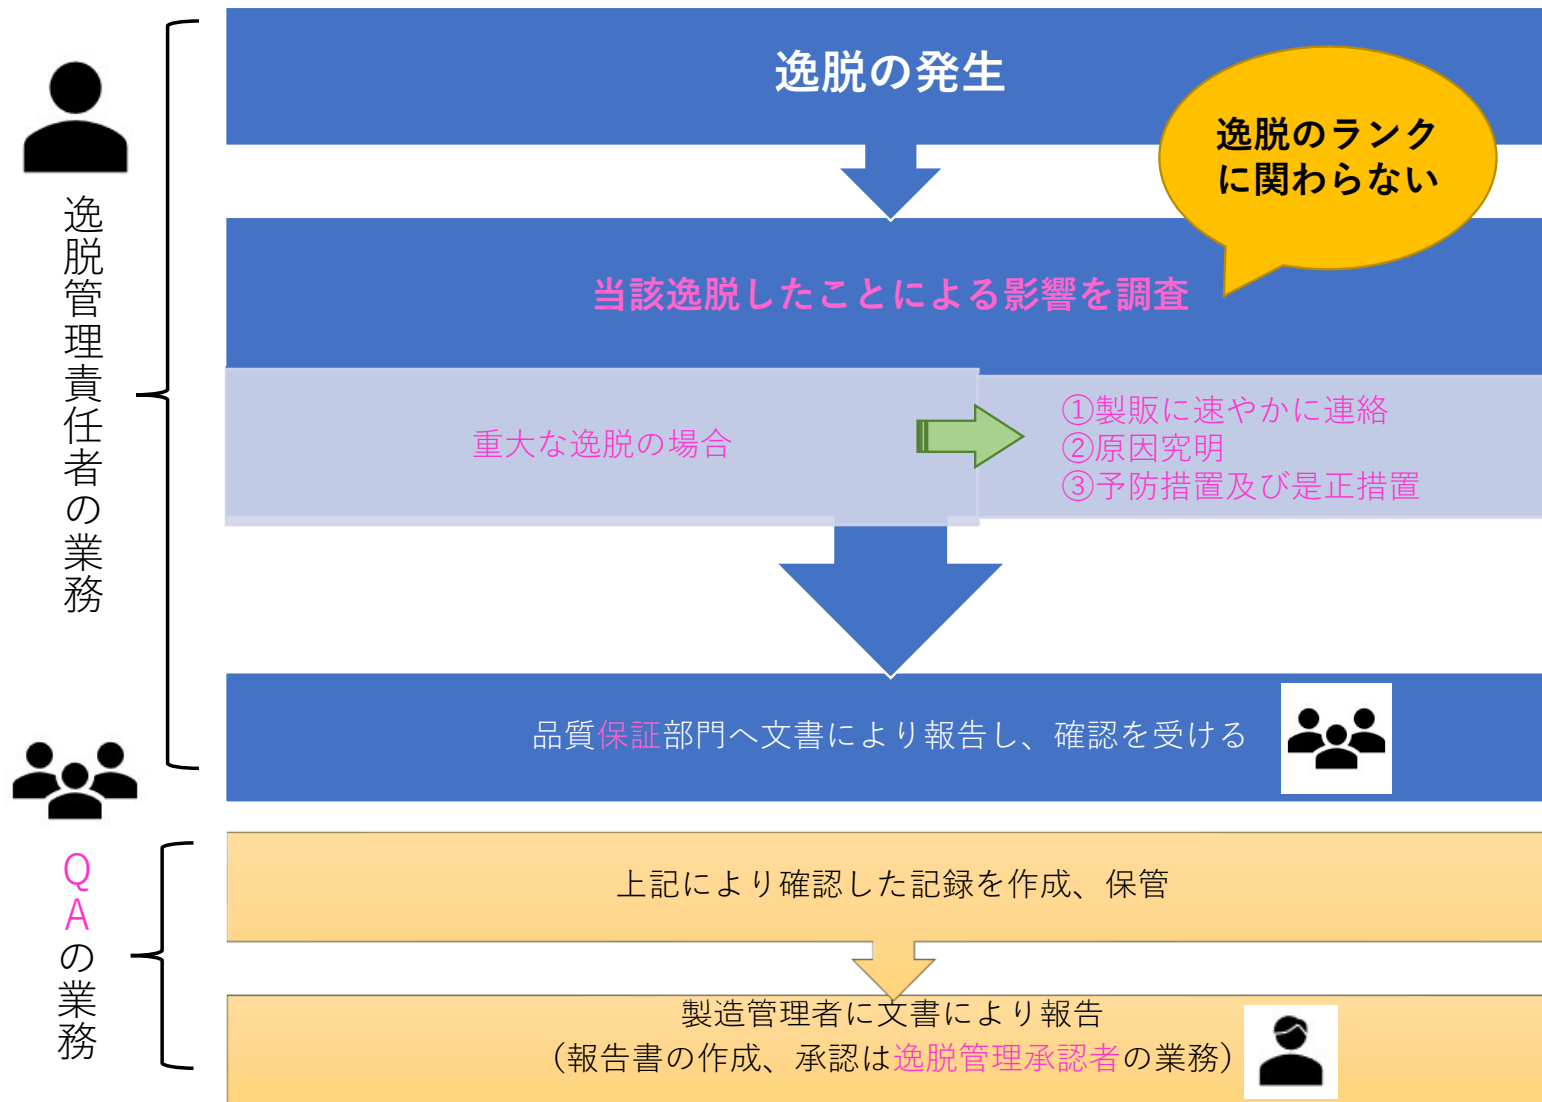 逸脱の発生
逸脱のランク
に関わらない
逸脱管理責任者の業務
当該逸脱したことによる影響を調査
重大な逸脱の場合
①製販に速やかに連絡
②原因究明
③予防措置及び是正措置
品質保証部門へ文書により報告し、確認を受ける
QAの業務
上記により確認した記録を作成、保管
製造管理者に文書により報告
（報告書の作成、承認は逸脱管理承認者の業務）